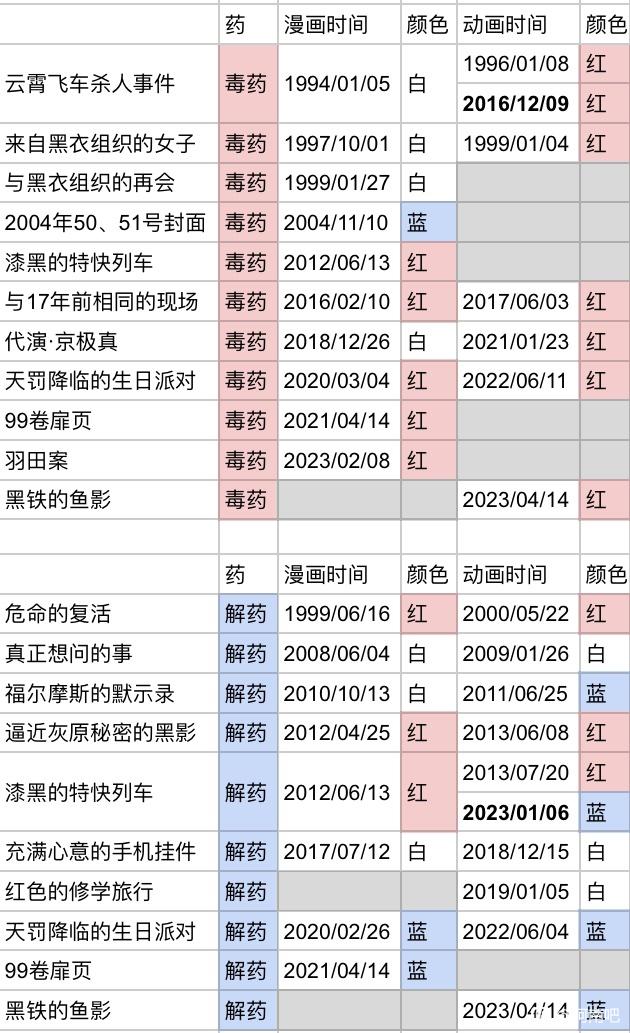 药 漫画时间 颜色 动画时间 颜色
云霄飞车杀人事件 毒药 1994/01/05 白 1996/01/08 红
2016/12/09 红
来自黑衣组织的女子 毒药 1997/10/01 白 1999/01/04 红
与黑衣组织的再会 毒药 1999/01/27 白
2004年50、51号封面 毒药 2004/11/10 蓝
漆黑的特快列车 毒药 2012/06/13 红
与17年前相同的现场 毒药 2016/02/10 红 2017/06/03 红
代演·京极真 毒药 2018/12/26 白 2021/01/23 红
天罚降临的生日派对 毒药 2020/03/04 红 2022/06/11 红
99卷扉页 毒药 2021/04/14 红
羽田案 毒药 2023/02/08 红
黑铁的鱼影 毒药 2023/04/14 红
药 漫画时间 颜色 动画时间 颜色
危命的复活 解药 1999/06/16 红 2000/05/22 红
真正想问的事 解药 2008/06/04 白 2009/01/26 白
福尔摩斯的默示录 解药 2010/10/13 白 2011/06/25 蓝
逼近灰原秘密的黑影 解药 2012/04/25 红 2013/06/08 红
漆黑的特快列车 解药 2012/06/13 红 2013/07/20 红
2023/01/06 蓝
充满心意的手机挂件 解药 2017/07/12 白 2018/12/15 白
红色的修学旅行 解药 2019/01/05 白
天罚降临的生日派对 解药 2020/02/26 蓝 2022/06/04 蓝
99卷扉页 解药 2021/04/14 蓝
黑铁的鱼影 解药 2023/04/14 蓝